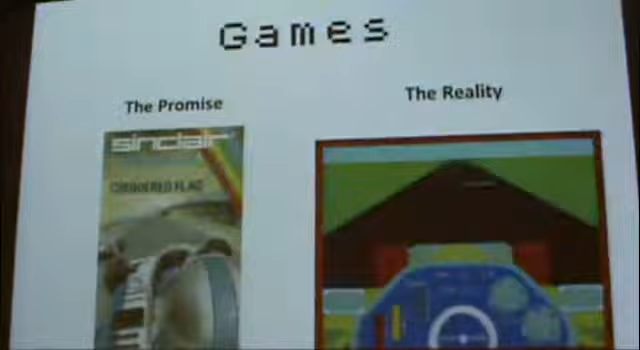 Games
The Promise
The Reality
sinclair
CHEQUERED FLAG